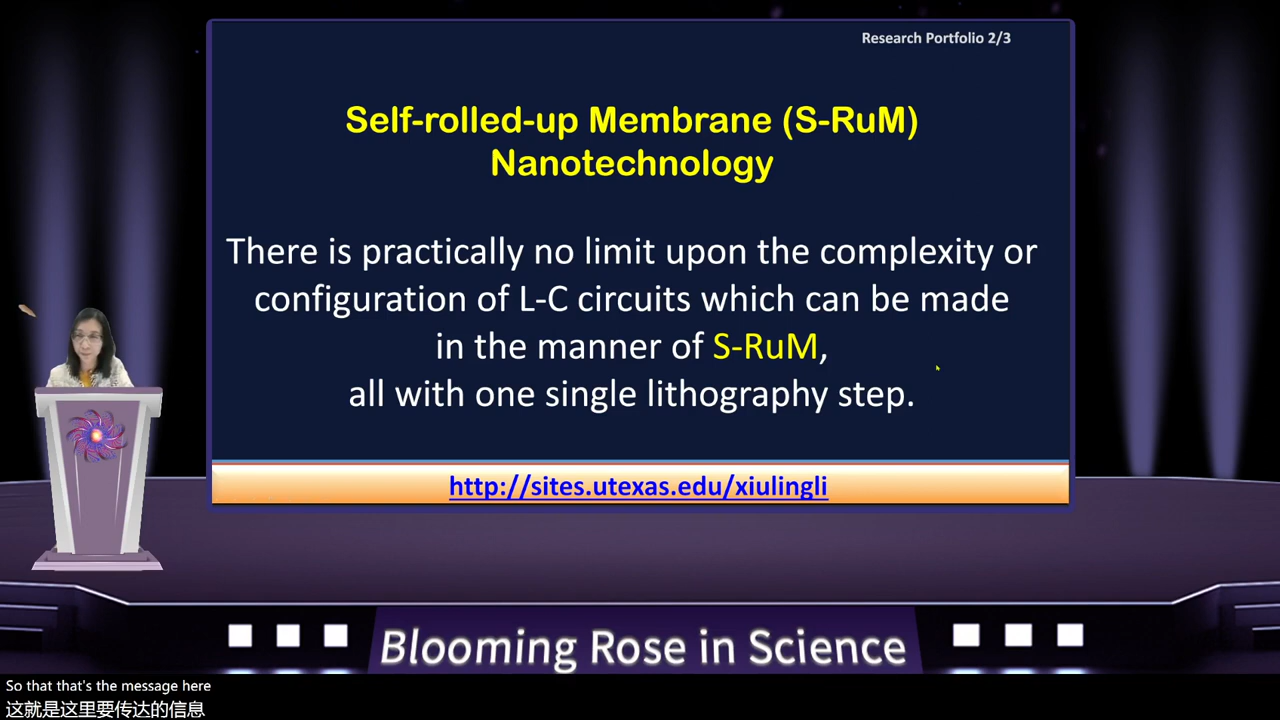 Research Portfolio 2/3
Self-rolled-up Membrane (S-RuM)
Nanotechnology
There is practically no limit upon the complexity or
configuration of L-C circuits which can be made
in the manner of S-RuM,
all with one single lithography step.
http://sites.utexas.edu/xiulingli
Blooming Rose in Science
So that that's the message here
这就是这里要传达的信息